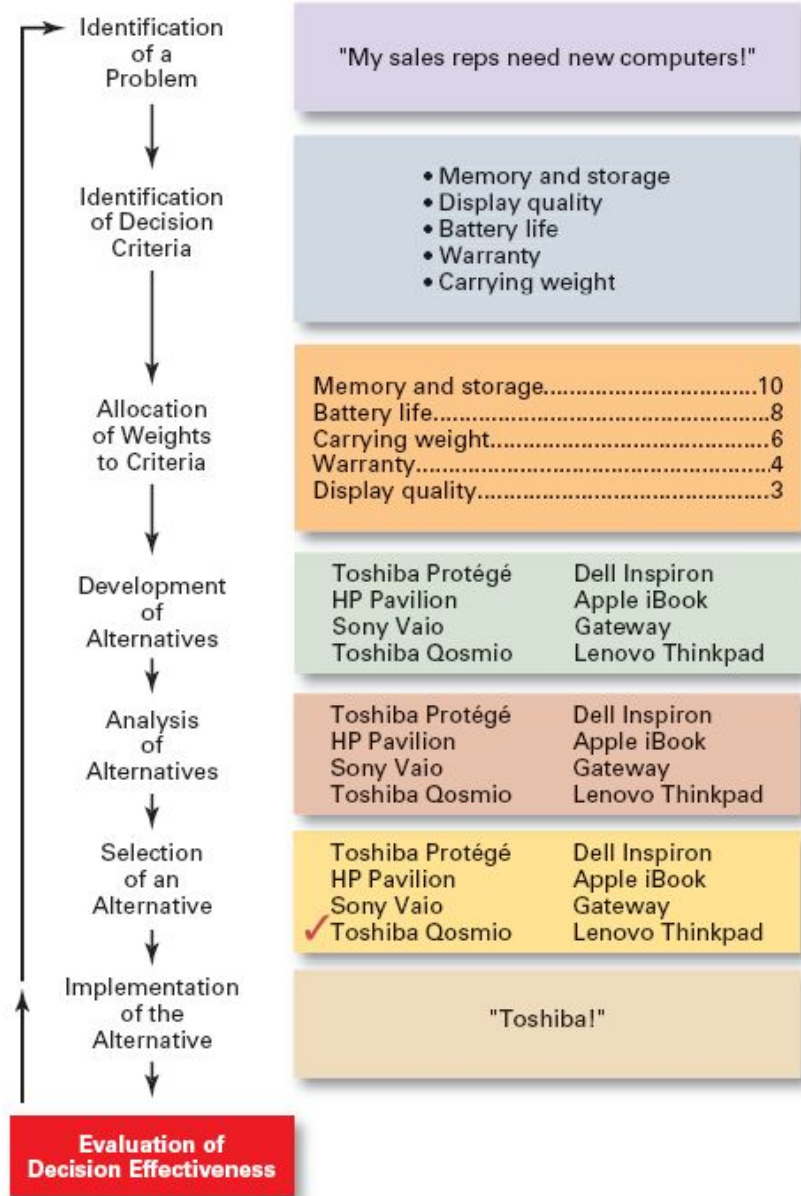 Identification
of a
Problem
"My sales reps need new computers!"
Identification
of Decision
Criteria
• Memory and storage
• Display quality
• Battery life
• Warranty
• Carrying weight
Allocation
of Weights
to Criteria
Memory and storage.................................10
Battery life....................................................8
Carrying weight...........................................6
Warranty......................................................4
Display quality.............................................3
Development
of
Alternatives
Toshiba Protégé Dell Inspiron
HP Pavilion Apple iBook
Sony Vaio Gateway
Toshiba Qosmio Lenovo Thinkpad
Analysis
of
Alternatives
Toshiba Protégé Dell Inspiron
HP Pavilion Apple iBook
Sony Vaio Gateway
Toshiba Qosmio Lenovo Thinkpad
Selection
of an
Alternative
Toshiba Protégé Dell Inspiron
HP Pavilion Apple iBook
Sony Vaio Gateway
✓Toshiba Qosmio Lenovo Thinkpad
Implementation
of the
Alternative
"Toshiba!"
Evaluation of
Decision Effectiveness